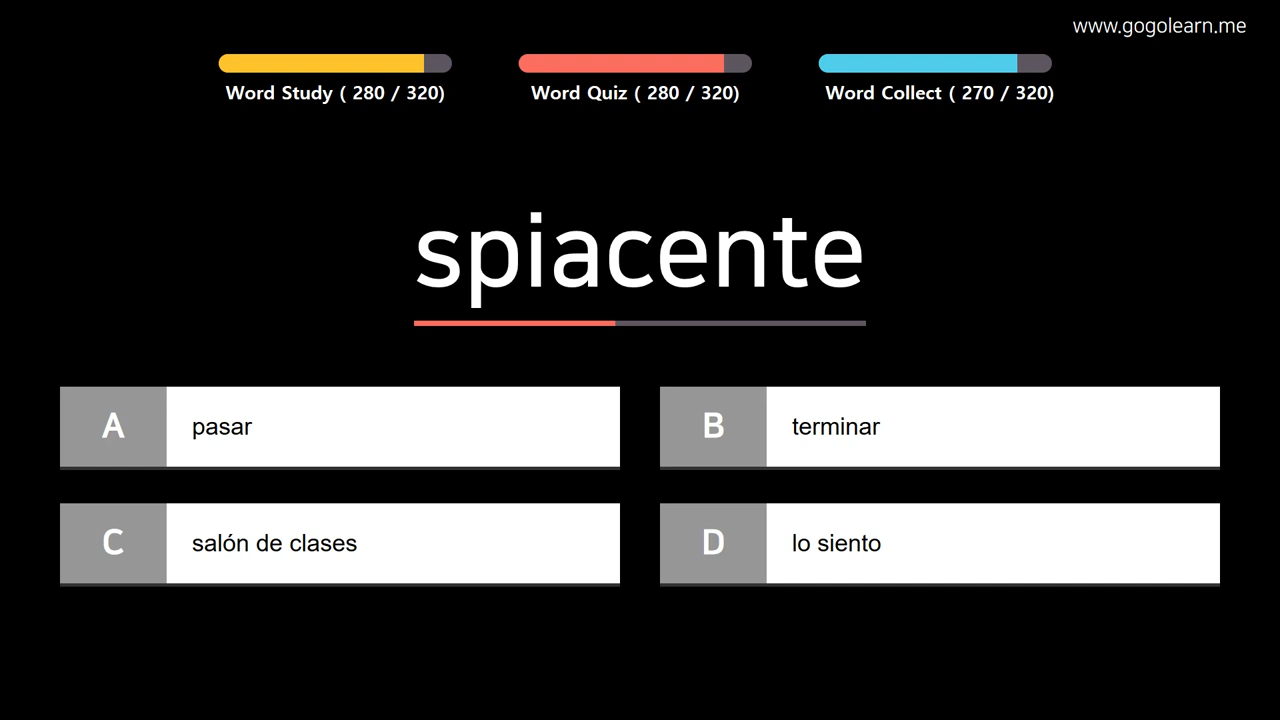 www.gogolearn.me
Word Study ( 280 / 320)
Word Quiz ( 280 / 320)
Word Collect ( 270 / 320)
spiacente
A
pasar
B
terminar
C
salón de clases
D
lo siento